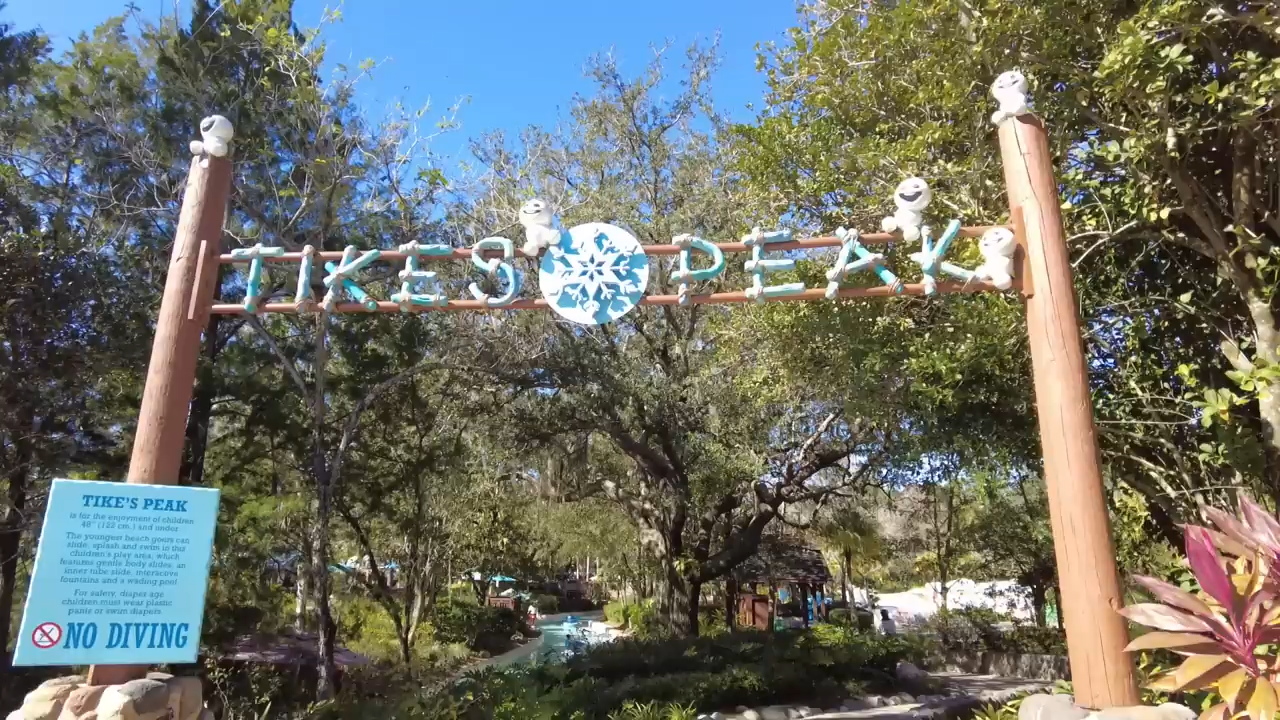 TIKES PEAK
TIKE'S PEAK
is for the enjoyment of children
48" (122 cm.) and under
The youngest beach goers can
slide, splash and swim in this
children's play area, which
features gentle body slides, an
inner tube slide, interactive
fountains and a wading pool.
For safety, diaper age
children must wear plastic
pants or swim diapers.
NO DIVING